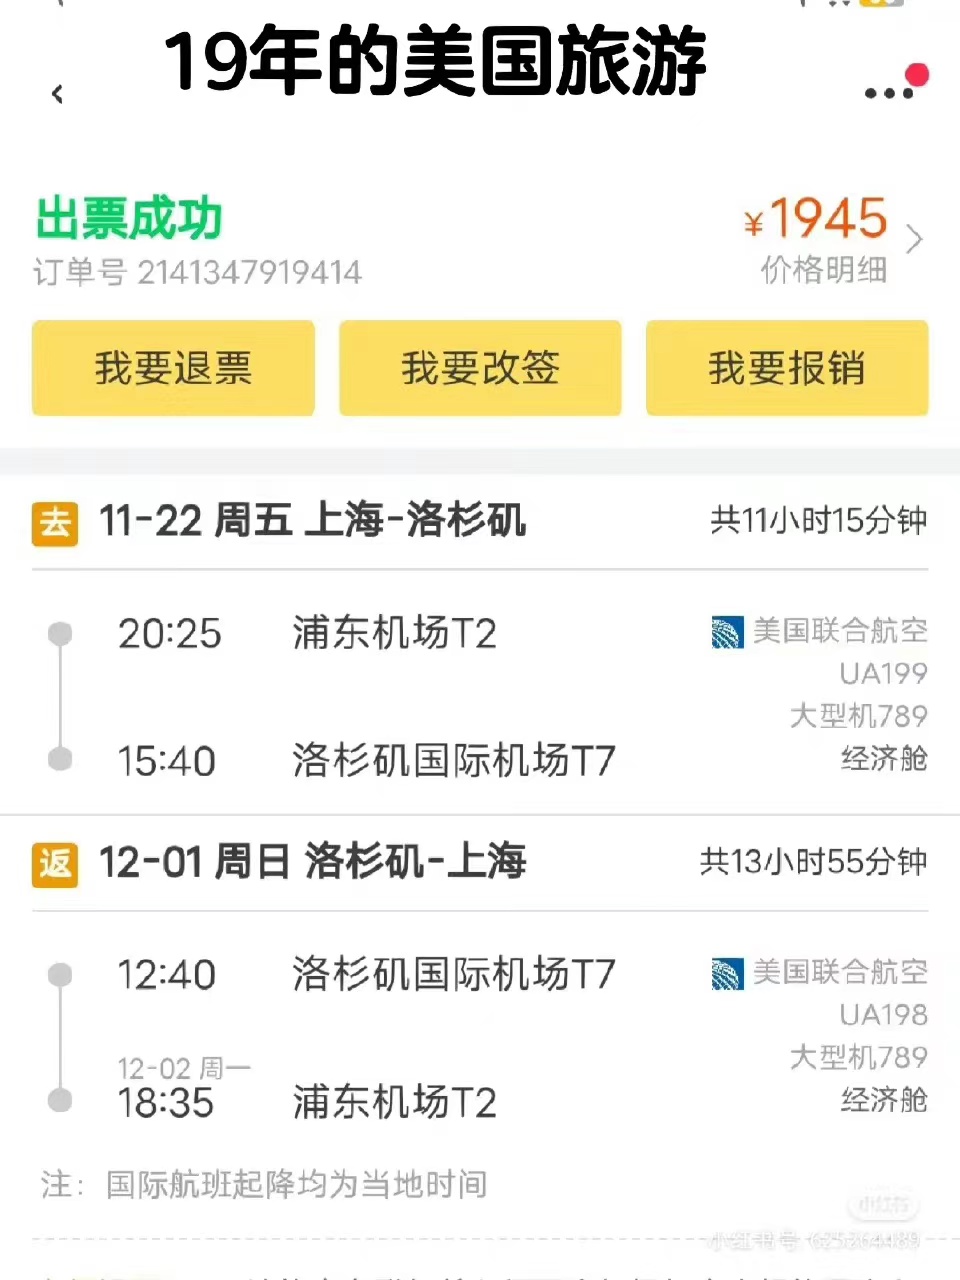 19年的美国旅游
出票成功
¥1945
订单号 2141347919414
价格明细
我要退票
我要改签
我要报销
去 11-22 周五 上海-洛杉矶
共11小时15分钟
20:25 浦东机场T2
美国联合航空
UA199
大型机789
经济舱
15:40 洛杉矶国际机场T7
返 12-01 周日 洛杉矶-上海
共13小时55分钟
12:40 洛杉矶国际机场T7
美国联合航空
UA198
大型机789
经济舱
12-02 周一
18:35 浦东机场T2
注：国际航班起降均为当地时间
小红书